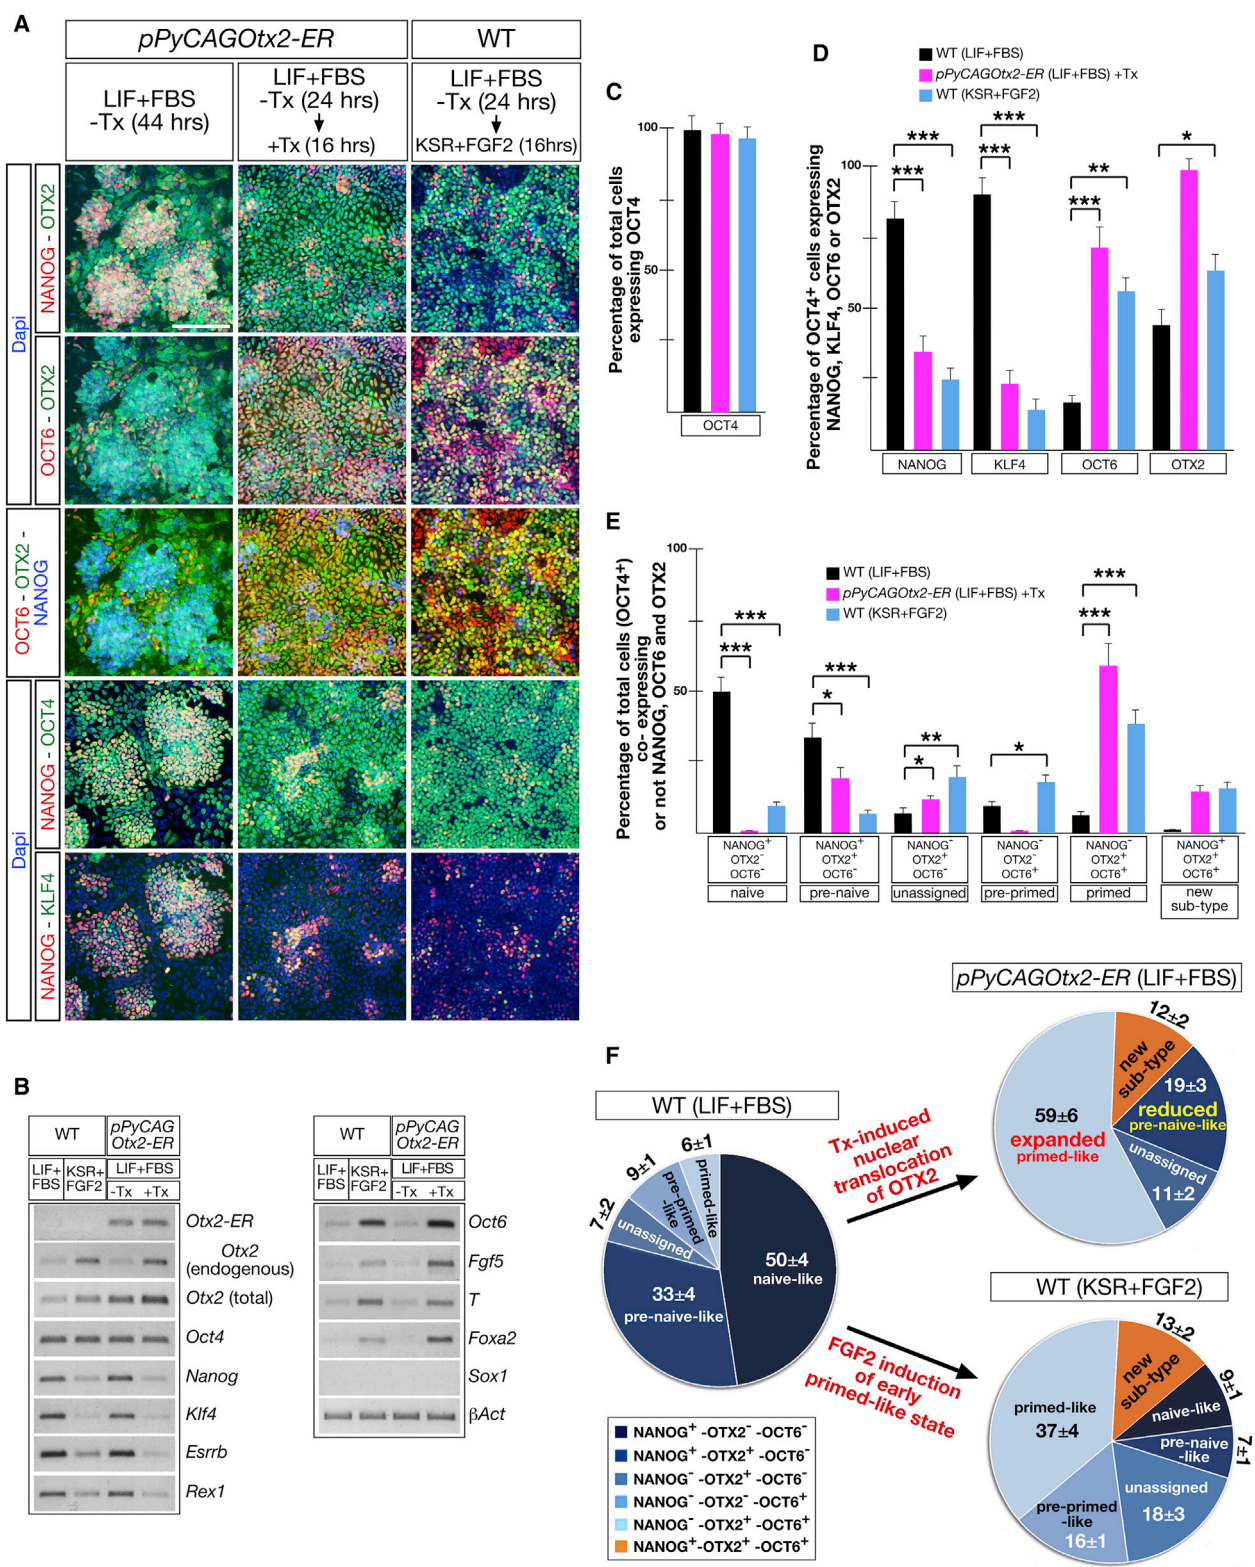 A
pPyCAGOtx2-ER
WT
LIF+FBS
-Tx (44 hrs)
LIF+FBS
-Tx (24 hrs)
+Tx (16 hrs)
LIF+FBS
-Tx (24 hrs)
KSR+FGF2 (16hrs)
Dapi
NANOG - OTX2
OCT6 - OTX2
OCT6 - OTX2 -
NANOG
Dapi
NANOG - OCT4
NANOG - KLF4
B
WT
pPyCAG
Otx2-ER
LIF+
FBS
KSR+
FGF2
LIF+FBS
-Tx
+Tx
Otx2-ER
Otx2
(endogenous)
Otx2 (total)
Oct4
Nanog
Klf4
Esrrb
Rex1
WT
pPyCAG
Otx2-ER
LIF+
FBS
KSR+
FGF2
LIF+FBS
-Tx
+Tx
Oct6
Fgf5
T
Foxa2
Sox1
βAct
C
Percentage of total cells
expressing OCT4
100
50
OCT4
D
WT (LIF+FBS)
pPyCAGOtx2-ER (LIF+FBS) +Tx
WT (KSR+FGF2)
Percentage of OCT4+ cells expressing
NANOG, KLF4, OCT6 or OTX2
100
50
***
***
***
***
**
***
*
NANOG
KLF4
OCT6
OTX2
E
Percentage of total cells (OCT4+)
co- expressing
or not NANOG, OCT6 and OTX2
100
50
WT (LIF+FBS)
pPyCAGOtx2-ER (LIF+FBS) +Tx
WT (KSR+FGF2)
***
***
***
*
**
*
*
***
***
NANOG+
OTX2-
OCT6-
naive
NANOG+
OTX2+
OCT6-
pre-naive
NANOG-
OTX2+
OCT6-
unassigned
NANOG-
OTX2-
OCT6+
pre-primed
NANOG-
OTX2+
OCT6+
primed
NANOG+
OTX2+
OCT6+
new
sub-type
F
WT (LIF+FBS)
6±1
primed-like
9±1
pre-primed
-like
7±2
unassigned
33±4
pre-naive-like
50±4
naive-like
Tx-induced
nuclear
translocation
of OTX2
FGF2 induction
of early
primed-like state
pPyCAGOtx2-ER (LIF+FBS)
12±2
new
sub-type
19±3
reduced
pre-naive-like
unassigned
11±2
59±6
expanded
primed-like
WT (KSR+FGF2)
13±2
new
sub-type
9±1
naive-like
7±1
pre-naive
-like
unassigned
18±3
pre-primed
-like
16±1
primed-like
37±4
NANOG+ -OTX2- -OCT6-
NANOG+ -OTX2+ -OCT6-
NANOG- -OTX2+ -OCT6-
NANOG- -OTX2- -OCT6+
NANOG- -OTX2+ -OCT6+
NANOG+ -OTX2+ -OCT6+